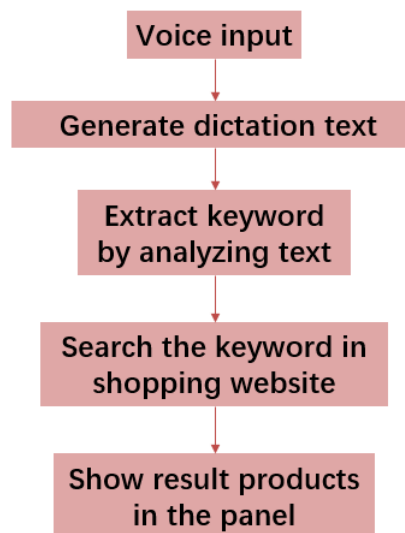 Voice input
Generate dictation text
Extract keyword
by analyzing text
Search the keyword in
shopping website
Show result products
in the panel